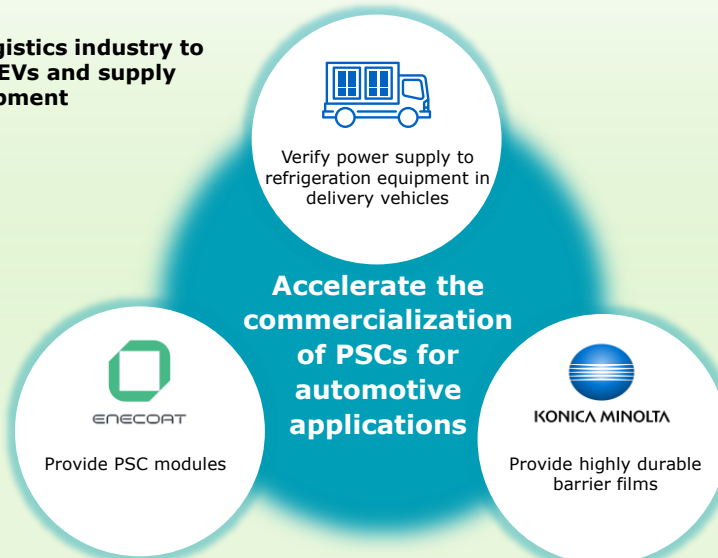 gistics industry to
EVs and supply
pment
Verify power supply to
refrigeration equipment in
delivery vehicles
Accelerate the
commercialization
of PSCs for
automotive
applications
ENECOAT
Provide PSC modules
KONICA MINOLTA
Provide highly durable
barrier films